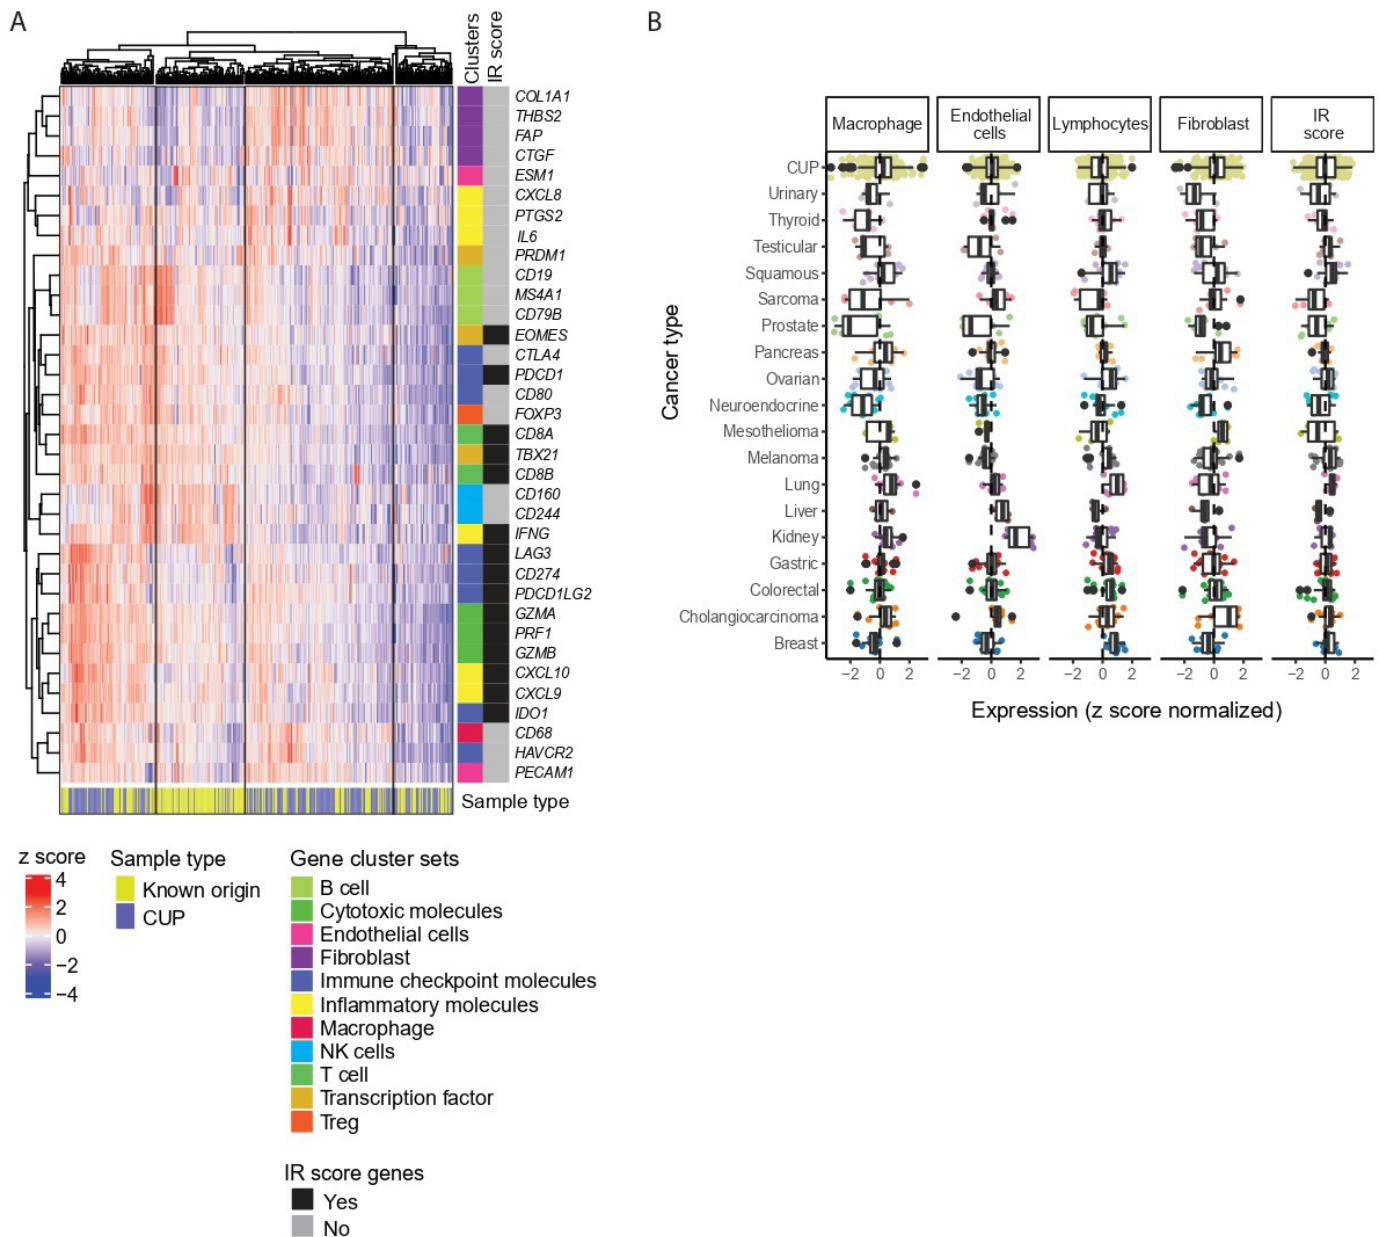 A
B
Clusters
IR score
COL1A1
THBS2
FAP
CTGF
ESM1
CXCL8
PTGS2
IL6
PRDM1
CD19
MS4A1
CD79B
EOMES
CTLA4
PDCD1
CD80
FOXP3
CD8A
TBX21
CD8B
CD160
CD244
IFNG
LAG3
CD274
PDCD1LG2
GZMA
PRF1
GZMB
CXCL10
CXCL9
IDO1
CD68
HAVCR2
PECAM1
Sample type
z score
4
2
0
−2
−4
Sample type
Known origin
CUP
Gene cluster sets
B cell
Cytotoxic molecules
Endothelial cells
Fibroblast
Immune checkpoint molecules
Inflammatory molecules
Macrophage
NK cells
T cell
Transcription factor
Treg
IR score genes
Yes
No
Macrophage
Endothelial
cells
Lymphocytes
Fibroblast
IR
score
Cancer type
CUP
Urinary
Thyroid
Testicular
Squamous
Sarcoma
Prostate
Pancreas
Ovarian
Neuroendocrine
Mesothelioma
Melanoma
Lung
Liver
Kidney
Gastric
Colorectal
Cholangiocarcinoma
Breast
−2 0 2 −2 0 2 −2 0 2 −2 0 2 −2 0 2
Expression (z score normalized)